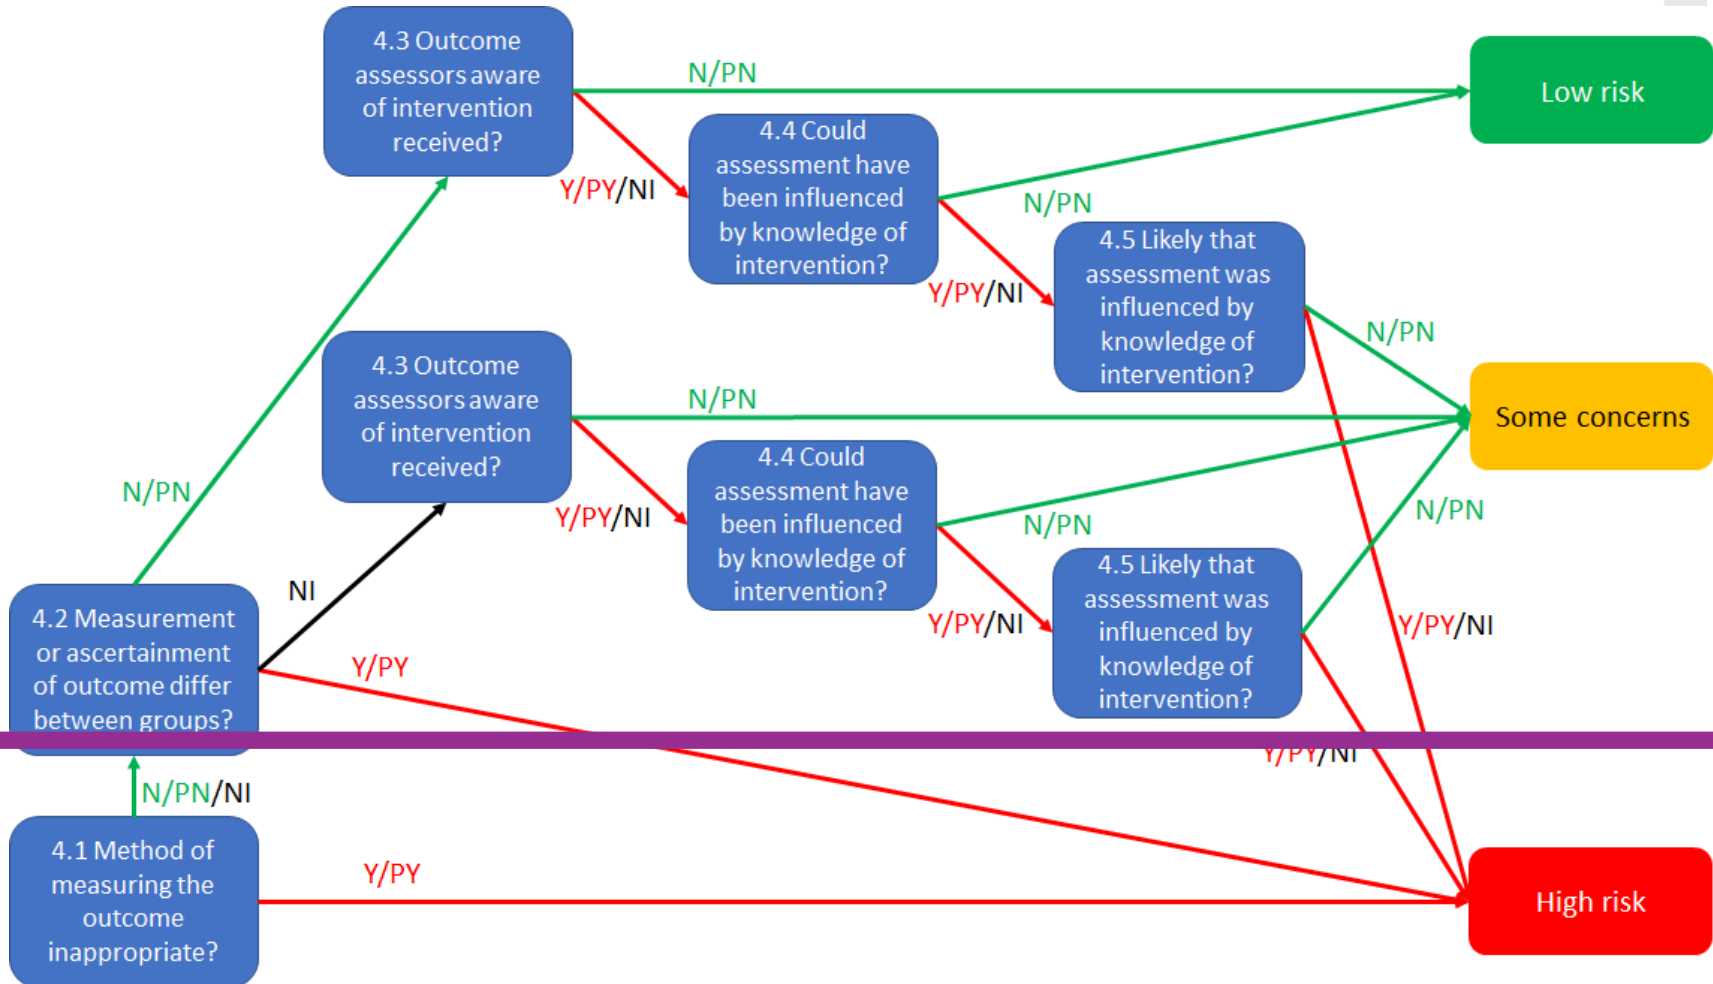 4.3 Outcome
assessors aware
of intervention
received?
N/PN
Low risk
Y/PY/NI
4.4 Could
assessment have
been influenced
by knowledge of
intervention?
N/PN
Y/PY/NI
4.5 Likely that
assessment was
influenced by
knowledge of
intervention?
N/PN
Some concerns
4.3 Outcome
assessors aware
of intervention
received?
N/PN
Y/PY/NI
4.4 Could
assessment have
been influenced
by knowledge of
intervention?
N/PN
Y/PY/NI
4.5 Likely that
assessment was
influenced by
knowledge of
intervention?
N/PN
Y/PY/NI
Y/PY/NI
N/PN
NI
4.2 Measurement
or ascertainment
of outcome differ
between groups?
Y/PY
N/PN/NI
4.1 Method of
measuring the
outcome
inappropriate?
Y/PY
High risk